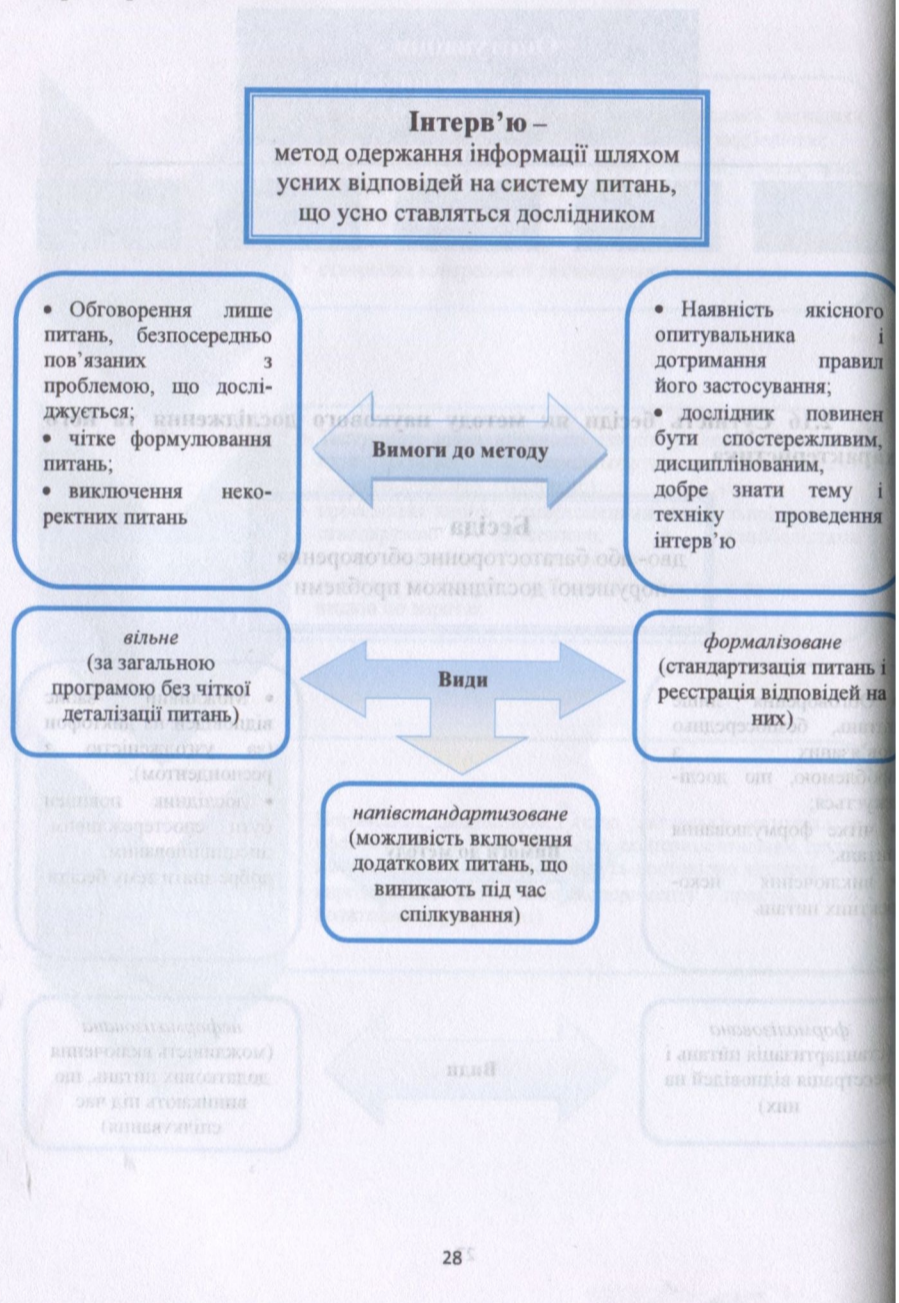 Інтерв’ю –
метод одержання інформації шляхом
усних відповідей на систему питань,
що усно ставляться дослідником
• Обговорення лише
питань, безпосередньо
пов’язаних з
проблемою, що дослі-
джується;
• чітке формулювання
питань;
• виключення неко-
ректних питань
Вимоги до методу
• Наявність якісного
опитувальника і
дотримання правил
його застосування;
• дослідник повинен
бути спостережливим,
дисциплінованим,
добре знати тему і
техніку проведення
інтерв’ю
вільне
(за загальною
програмою без чіткої
деталізації питань)
Види
формалізоване
(стандартизація питань і
реєстрація відповідей на
них)
напівстандартизоване
(можливість включення
додаткових питань, що
виникають під час
спілкування)
28